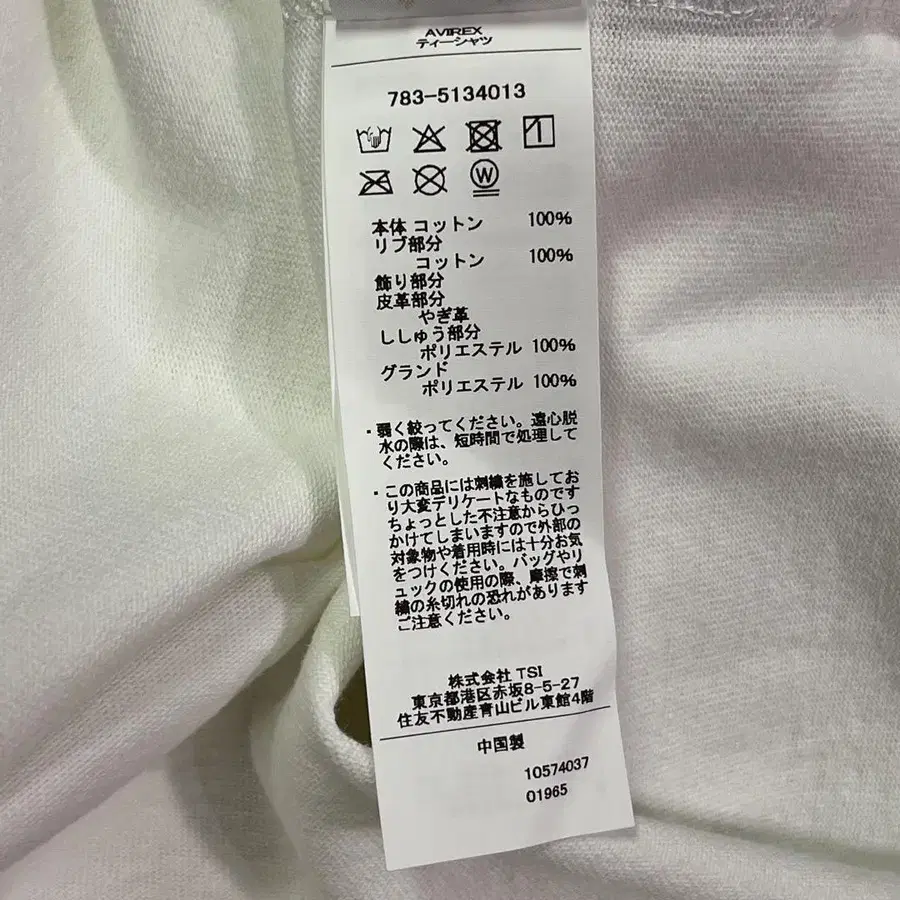 AVIREX
ティーシャツ
783-5134013
W
本体 コットン 100%
リブ部分
コットン 100%
飾り部分
皮革部分
やぎ革
ししゅう部分
ポリエステル 100%
グランド
ポリエステル 100%
・弱く絞ってください。遠心脱
水の際は、短時間で処理して
ください。
・この商品には刺繍を施してお
り大変デリケートなものです
ちょっとした不注意からひっ
かけてしまいますので外部の
対象物や着用時には十分お気
をつけください。バッグやリ
ュックの使用の際、摩擦で刺
繍の糸切れの恐れがあります
ご注意ください。
株式会社 TSI
東京都港区赤坂8-5-27
住友不動産青山ビル東館4階
中国製
10574037
01965